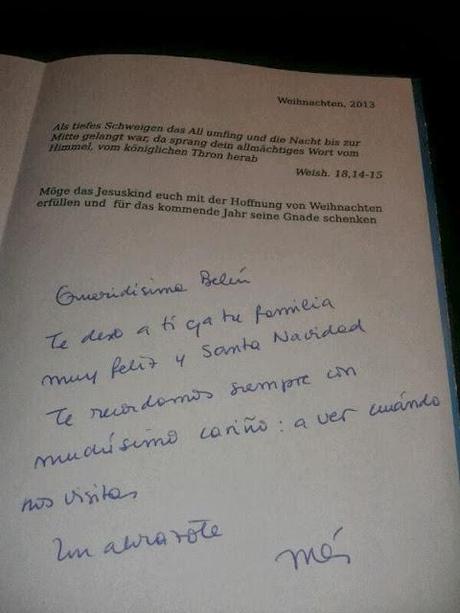 Weihnachten, 2013
Als tiefes Schweigen das All umfing und die Nacht bis zur
Mitte gelangt war, da sprang dein allmächtiges Wort vom
Himmel, vom königlichen Thron herab
Weish. 18,14-15
Möge das Jesuskind euch mit der Hoffnung von Weihnachten
erfüllen und für das kommende Jahr seine Gnade schenken
Queridísima Belén
Te deso a ti y a tu familia
muy feliz y Santa Navidad
Te recordamos siempre con
muchísimo cariño: a ver cuándo
nos visitas
Un abrazote